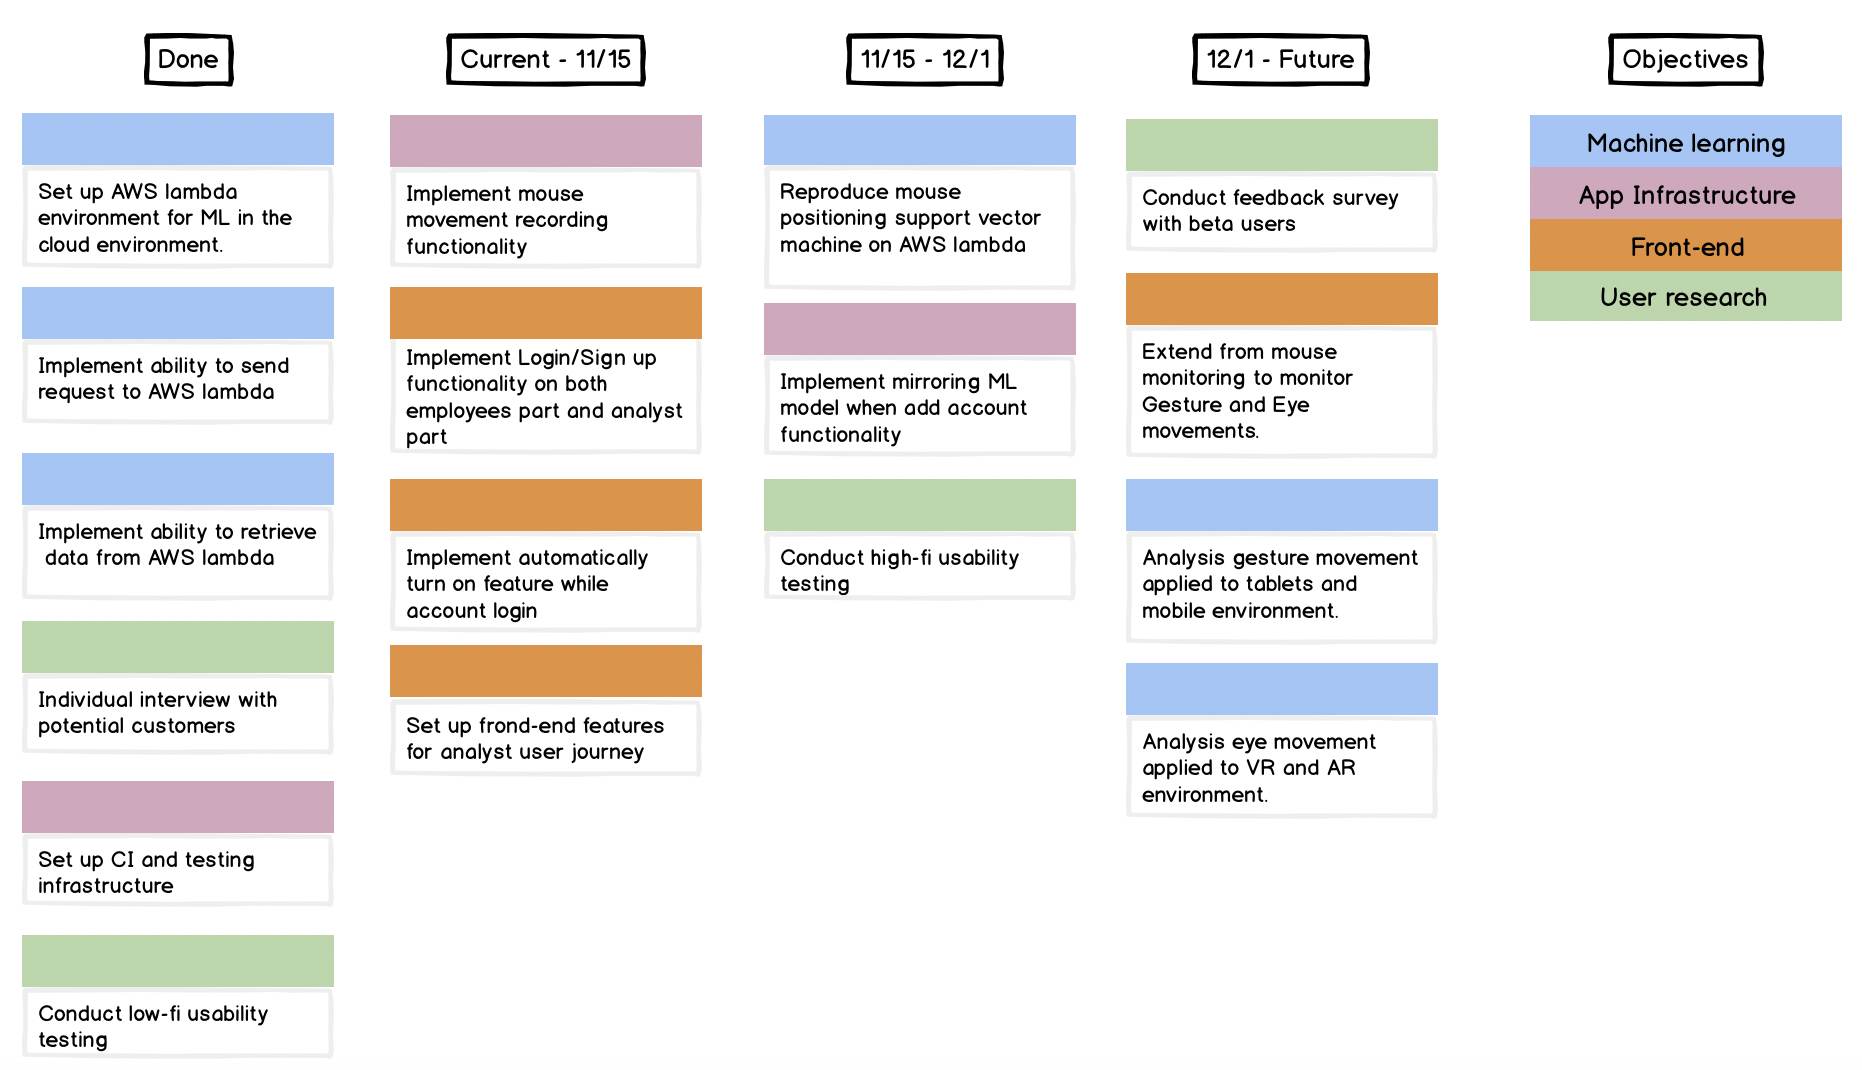 Done
Set up AWS lambda
environment for ML in the
cloud environment.
Implement ability to send
request to AWS lambda
Implement ability to retrieve
data from AWS lambda
Individual interview with
potential customers
Set up CI and testing
infrastructure
Conduct low-fi usability
testing
Current - 11/15
Implement mouse
movement recording
functionality
Implement Login/Sign up
functionality on both
employees part and analyst
part
Implement automatically
turn on feature while
account login
Set up frond-end features
for analyst user journey
11/15 - 12/1
Reproduce mouse
positioning support vector
machine on AWS lambda
Implement mirroring ML
model when add account
functionality
Conduct high-fi usability
testing
12/1 - Future
Conduct feedback survey
with beta users
Extend from mouse
monitoring to monitor
Gesture and Eye
movements.
Analysis gesture movement
applied to tablets and
mobile environment.
Analysis eye movement
applied to VR and AR
environment.
Objectives
Machine learning
App Infrastructure
Front-end
User research